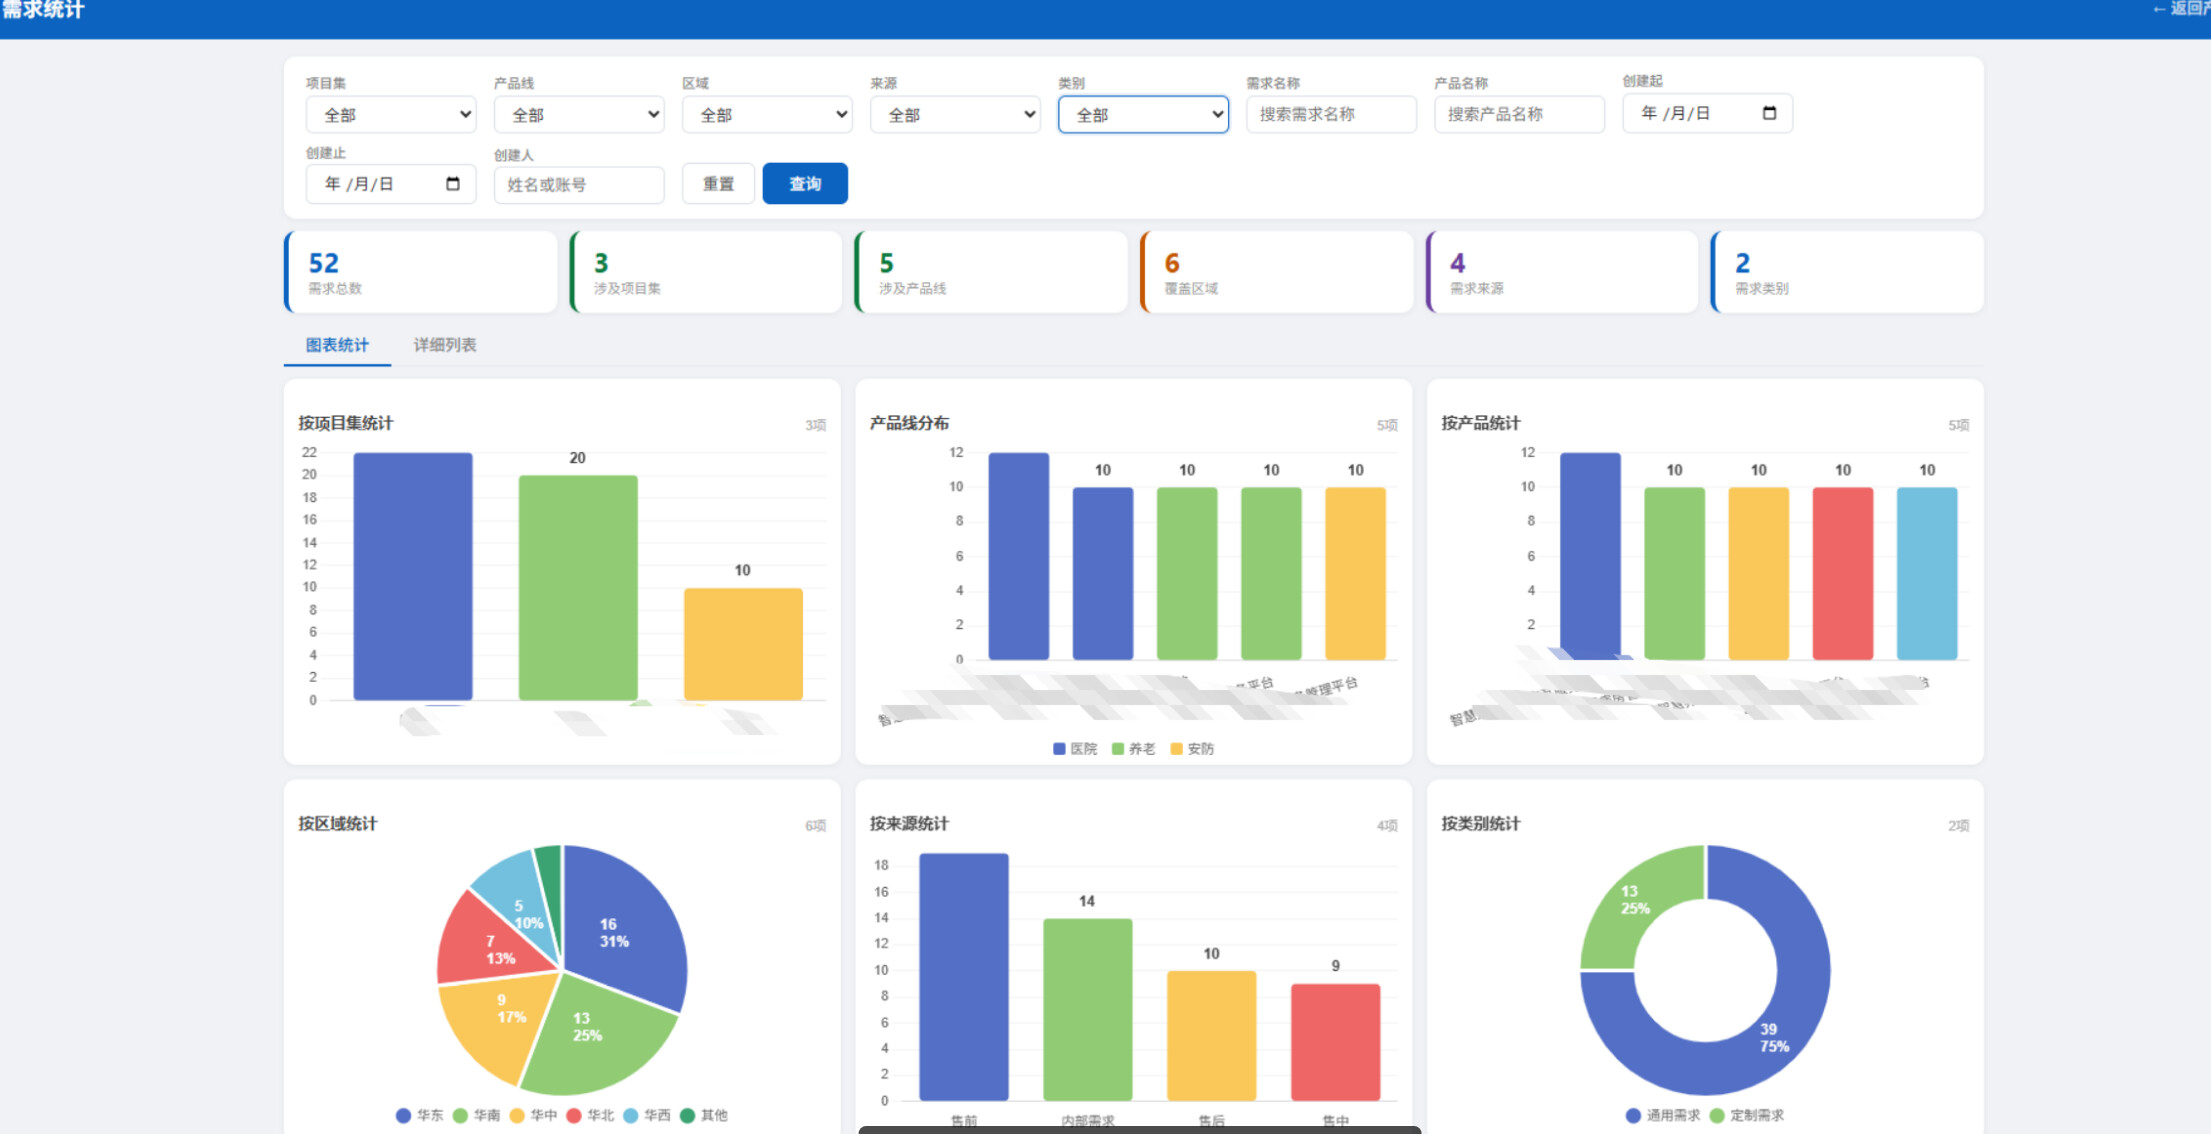 需求统计
← 返回产
项目集 产品线 区域 来源 类别 需求名称 产品名称 创建起
全部 全部 全部 全部 全部 搜索需求名称 搜索产品名称 年 /月/日
创建止 创建人
年 /月/日 姓名或账号 重置 查询
52 3 5 6 4 2
需求总数 涉及项目集 涉及产品线 覆盖区域 需求来源 需求类别
图表统计 详细列表
按项目集统计 3项
22
20
18
16
14
12
10
8
6
4
2
0
20
10
产品线分布 5项
12
10
8
6
4
2
0
10 10 10 10
平台
管理平台
医院 养老 安防
按产品统计 5项
12
10
8
6
4
2
10 10 10 10
智慧
按区域统计 6项
16
31%
13
25%
9
17%
7
13%
5
10%
华东 华南 华中 华北 华西 其他
按来源统计 4项
18
16
14
12
10
8
6
4
2
0
14
10
9
售前 内部需求 售后 售中
按类别统计 2项
13
25%
39
75%
通用需求 定制需求